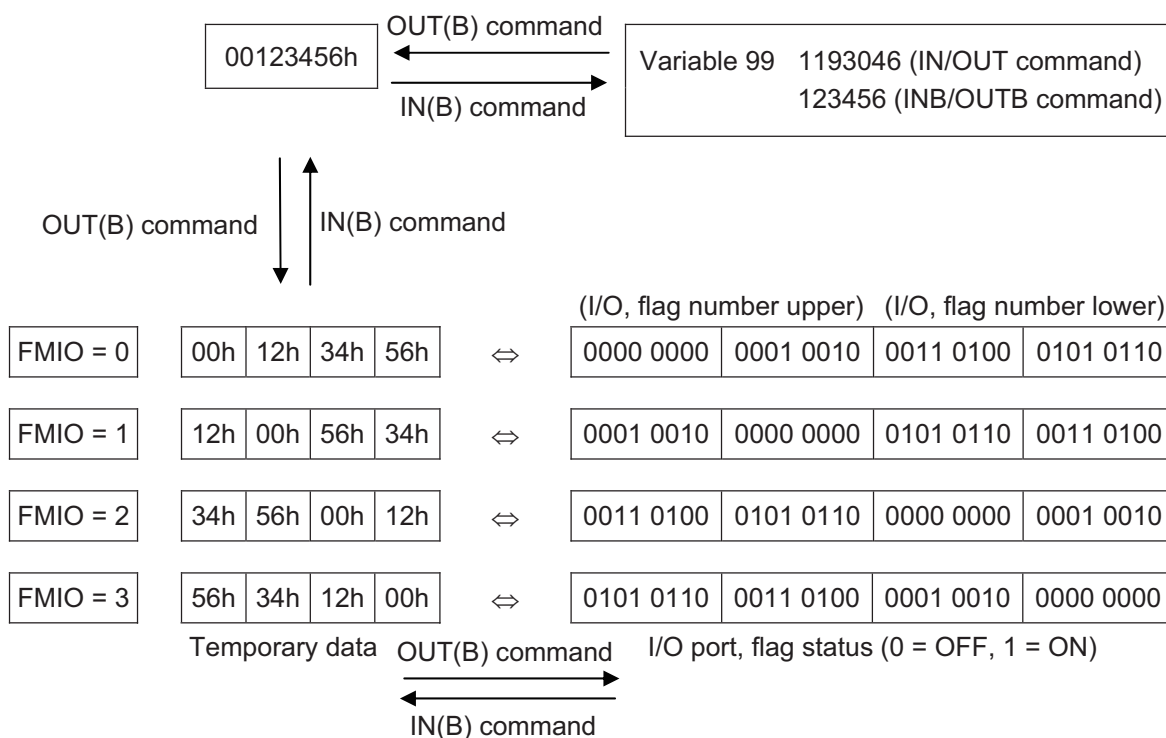 OUT(B) command
00123456h
Variable 99 1193046 (IN/OUT command)
123456 (INB/OUTB command)
IN(B) command
OUT(B) command
IN(B) command
(I/O, flag number upper) (I/O, flag number lower)
FMIO = 0 00h 12h 34h 56h ⇔ 0000 0000 0001 0010 0011 0100 0101 0110
FMIO = 1 12h 00h 56h 34h ⇔ 0001 0010 0000 0000 0101 0110 0011 0100
FMIO = 2 34h 56h 00h 12h ⇔ 0011 0100 0101 0110 0000 0000 0001 0010
FMIO = 3 56h 34h 12h 00h ⇔ 0101 0110 0011 0100 0001 0010 0000 0000
Temporary data
OUT(B) command
I/O port, flag status (0 = OFF, 1 = ON)
IN(B) command